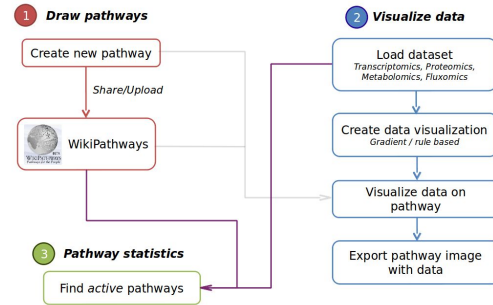 1 Draw pathways
Create new pathway
Share/Upload
WikiPathways
WIKIPATHWAYS
2 Visualize data
Load dataset
Transcriptomics, Proteomics,
Metabolomics, Fluxomics
Create data visualization
Gradient / rule based
Visualize data on
pathway
Export pathway image
with data
3 Pathway statistics
Find active pathways